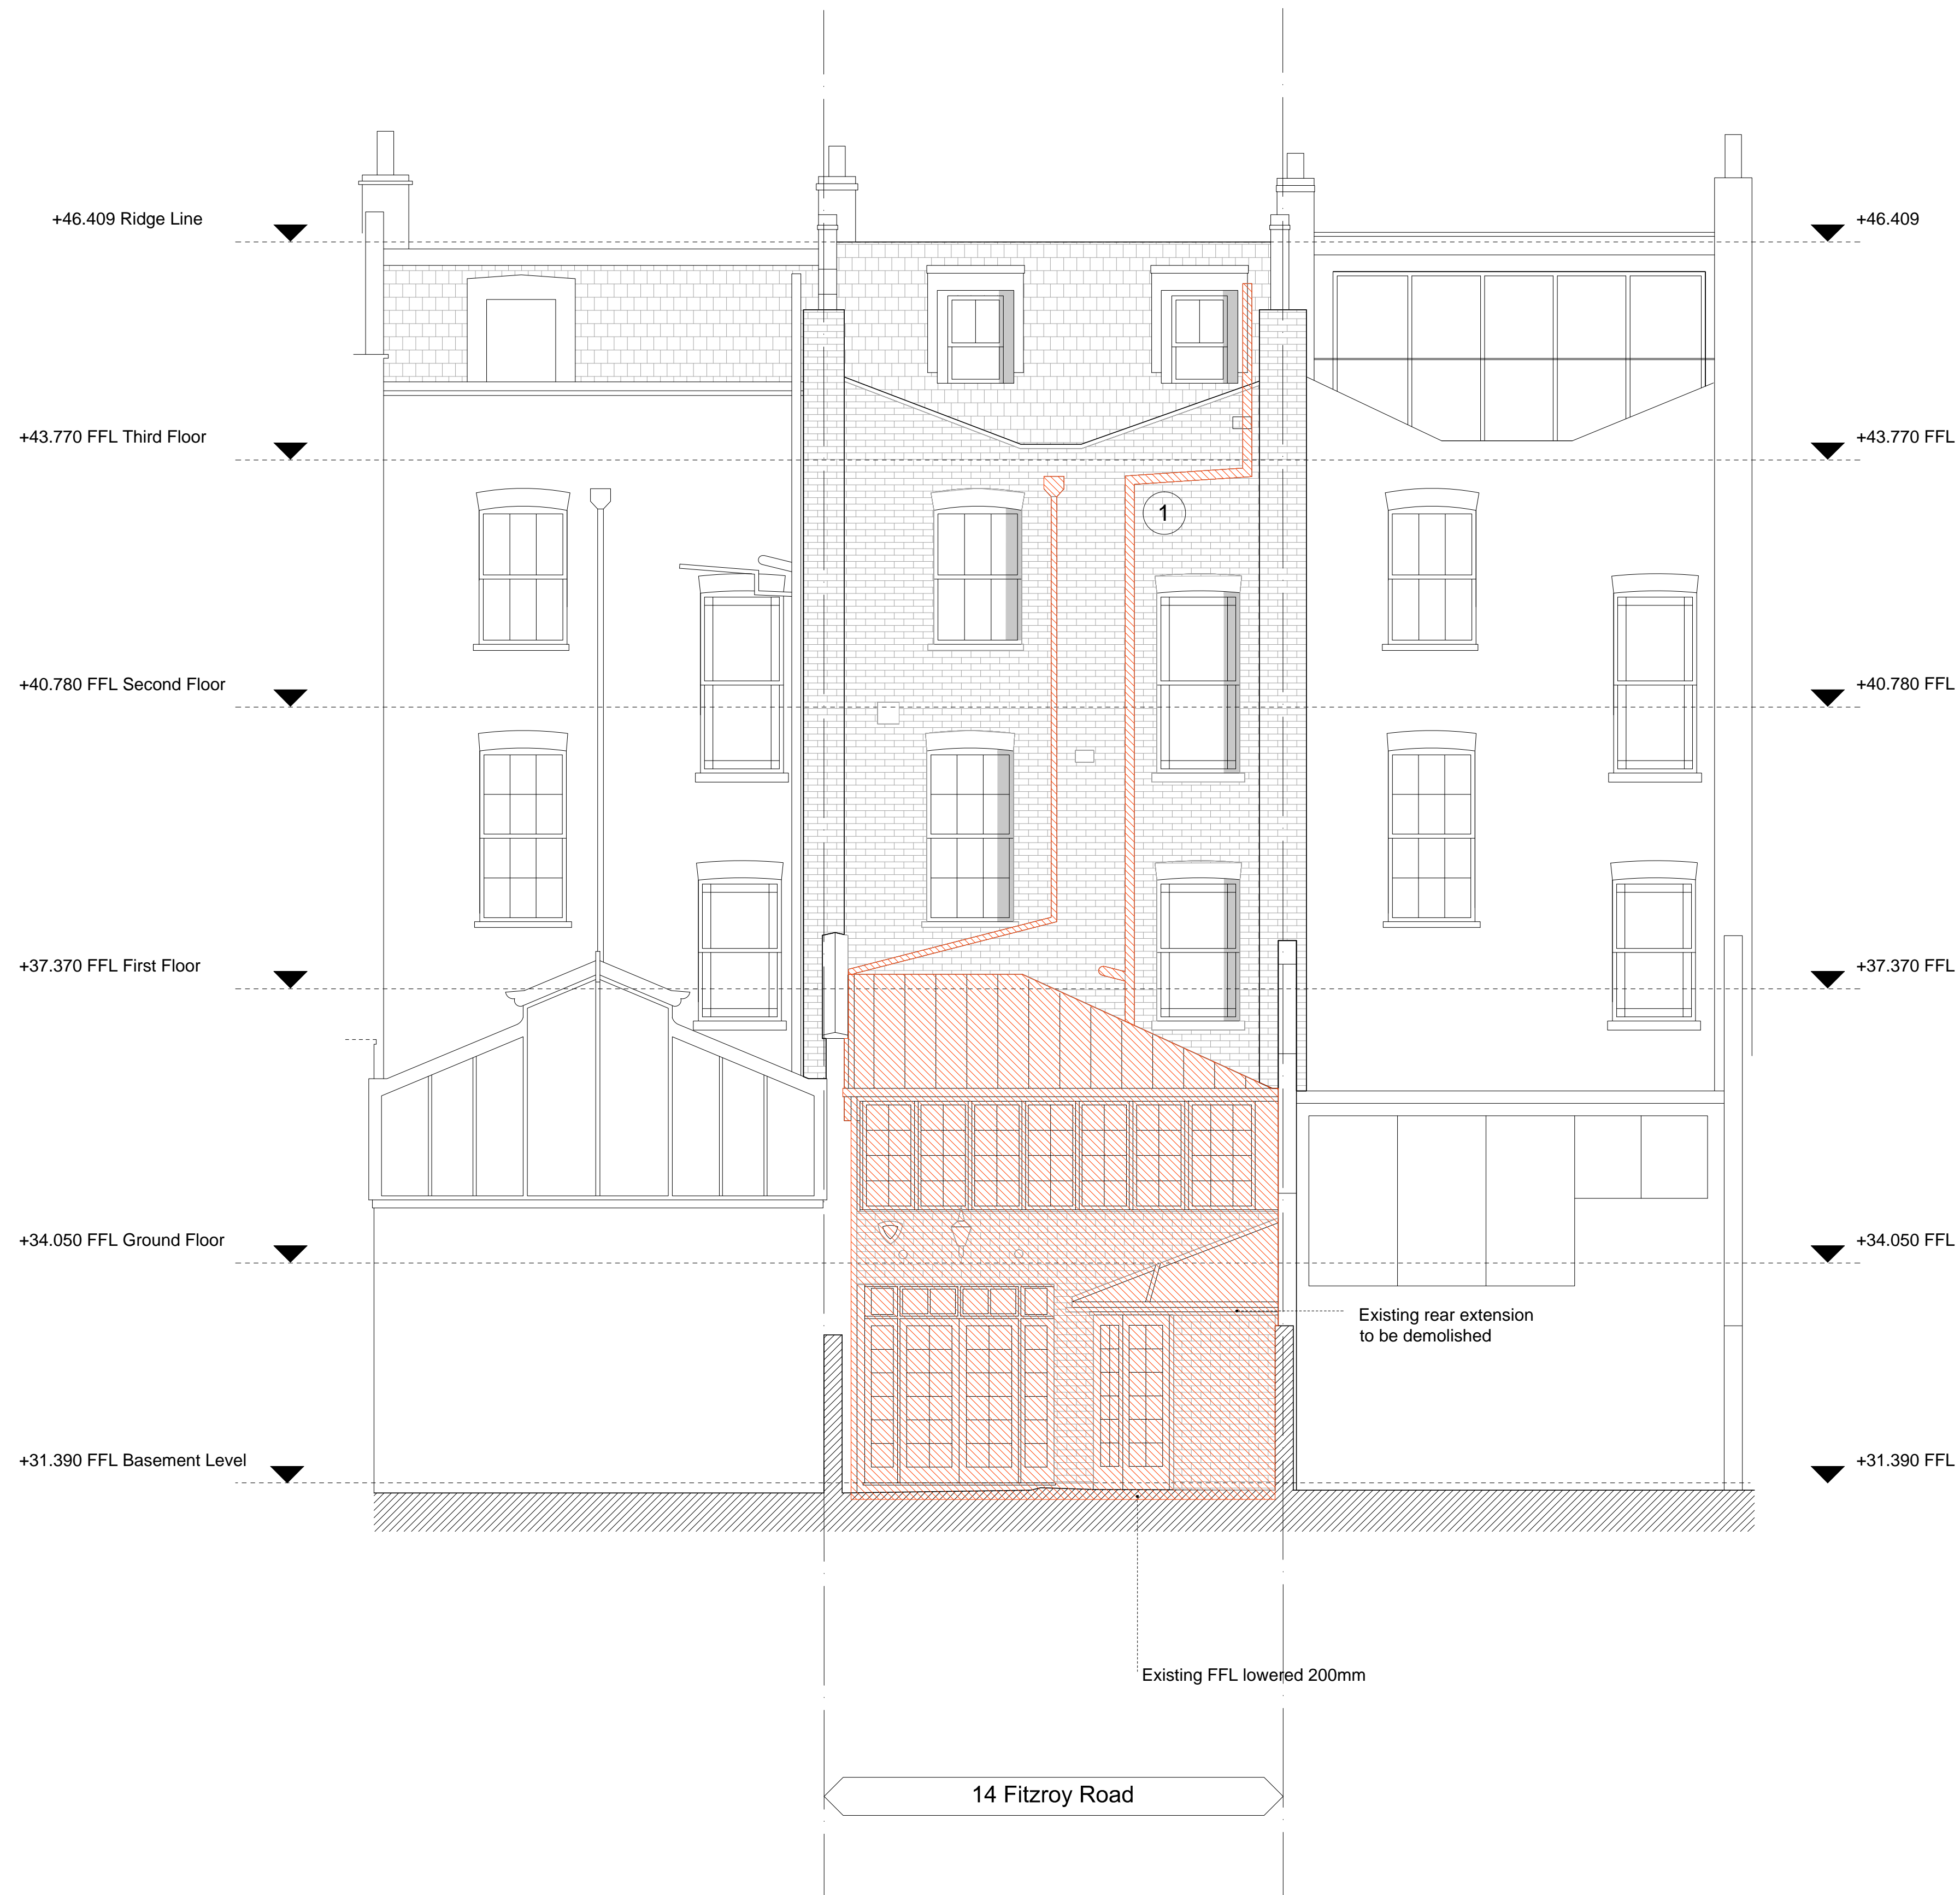 +46.409 Ridge Line
+46.409
+43.770 FFL Third Floor
+43.770 FFL
1
+40.780 FFL Second Floor
+40.780 FFL
+37.370 FFL First Floor
+37.370 FFL
+34.050 FFL Ground Floor
+34.050 FFL
Existing rear extension
to be demolished
+31.390 FFL Basement Level
+31.390 FFL
Existing FFL lowered 200mm
14 Fitzroy Road